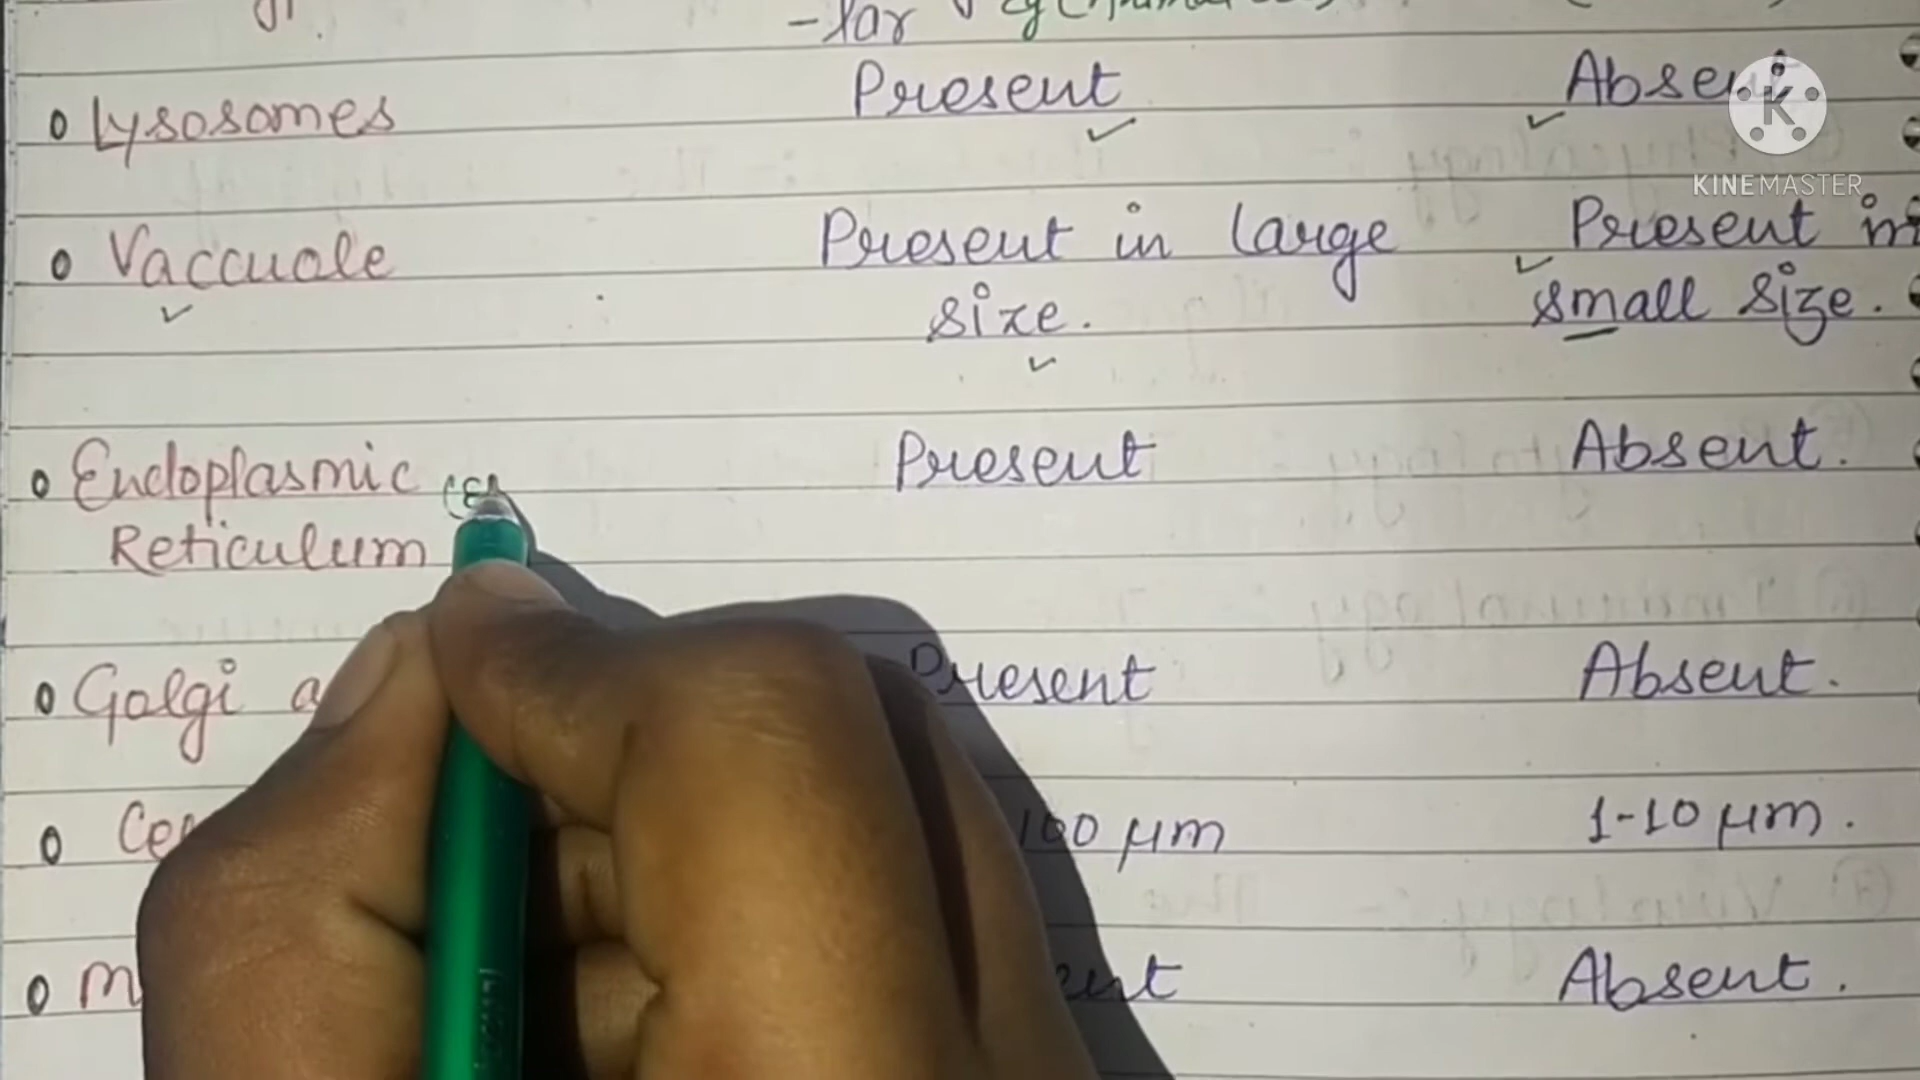 Lysosomes Present Absent
KINEMASTER
Vaccuole Present in large Present in
size. small size.
Endoplasmic (E Present Absent.
Reticulum
Golgi a Present Absent.
100 μm 1-10 μm.
Absent.